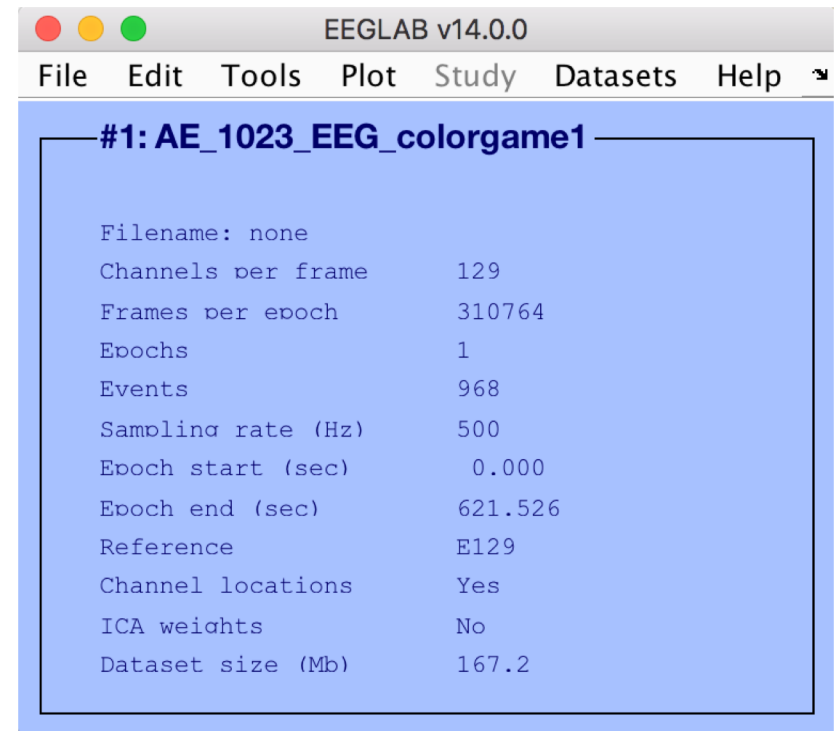 EEGLAB v14.0.0
File Edit Tools Plot Study Datasets Help
#1: AE_1023_EEG_colorgame1
Filename: none
Channels per frame 129
Frames per epoch 310764
Epochs 1
Events 968
Sampling rate (Hz) 500
Epoch start (sec) 0.000
Epoch end (sec) 621.526
Reference E129
Channel locations Yes
ICA weights No
Dataset size (Mb) 167.2